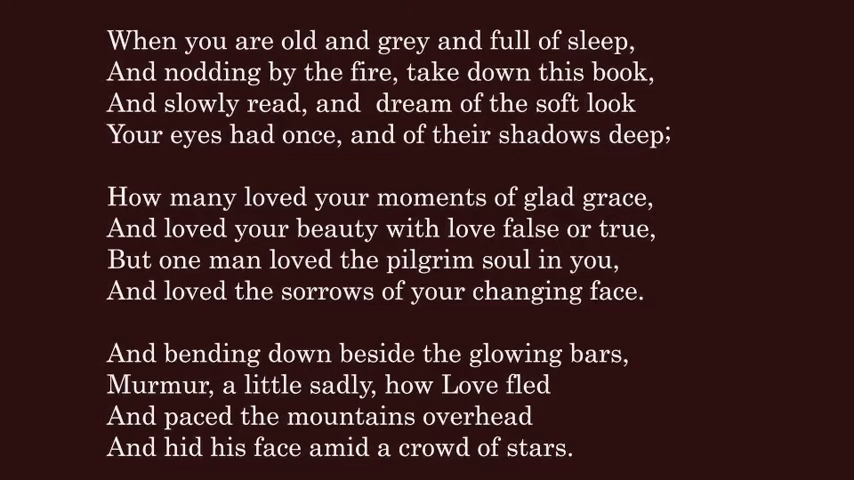 When you are old and grey and full of sleep,
And nodding by the fire, take down this book,
And slowly read, and  dream of the soft look
Your eyes had once, and of their shadows deep;
How many loved your moments of glad grace,
And loved your beauty with love false or true,
But one man loved the pilgrim soul in you,
And loved the sorrows of your changing face.
And bending down beside the glowing bars,
Murmur, a little sadly, how Love fled
And paced the mountains overhead
And hid his face amid a crowd of stars.